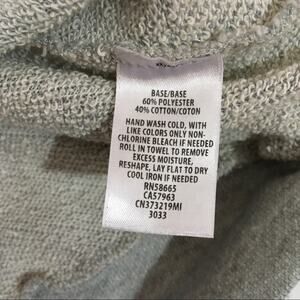 BASE/BASE
60% POLYESTER
40% COTTON/COTON
HAND WASH COLD, WITH
LIKE COLORS ONLY NON-
CHLORINE BLEACH IF NEEDED
ROLL IN TOWEL TO REMOVE
EXCESS MOISTURE,
RESHAPE, LAY FLAT TO DRY
COOL IRON IF NEEDED
RN58665
CA57963
CN373219MI
3033